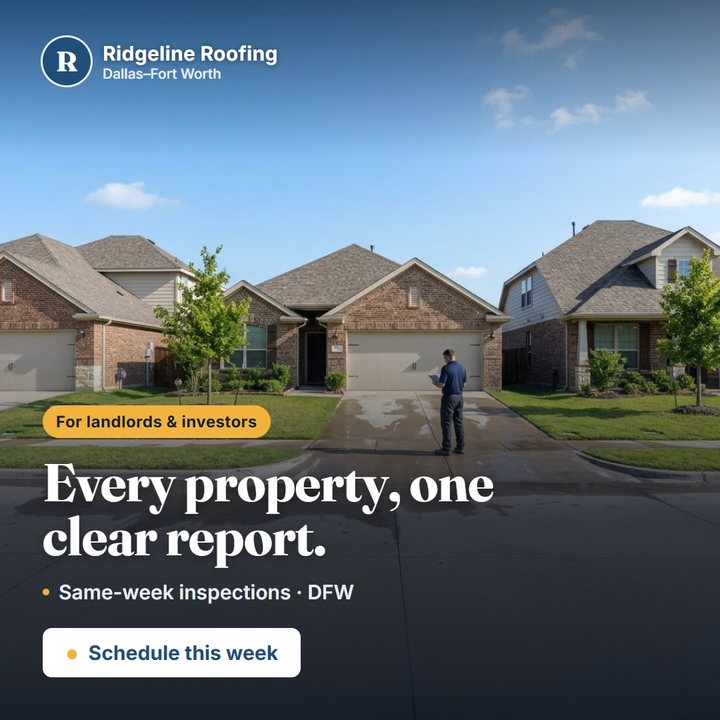 R
Ridgeline Roofing
Dallas–Fort Worth
For landlords & investors
Every property, one
clear report.
Same-week inspections · DFW
Schedule this week